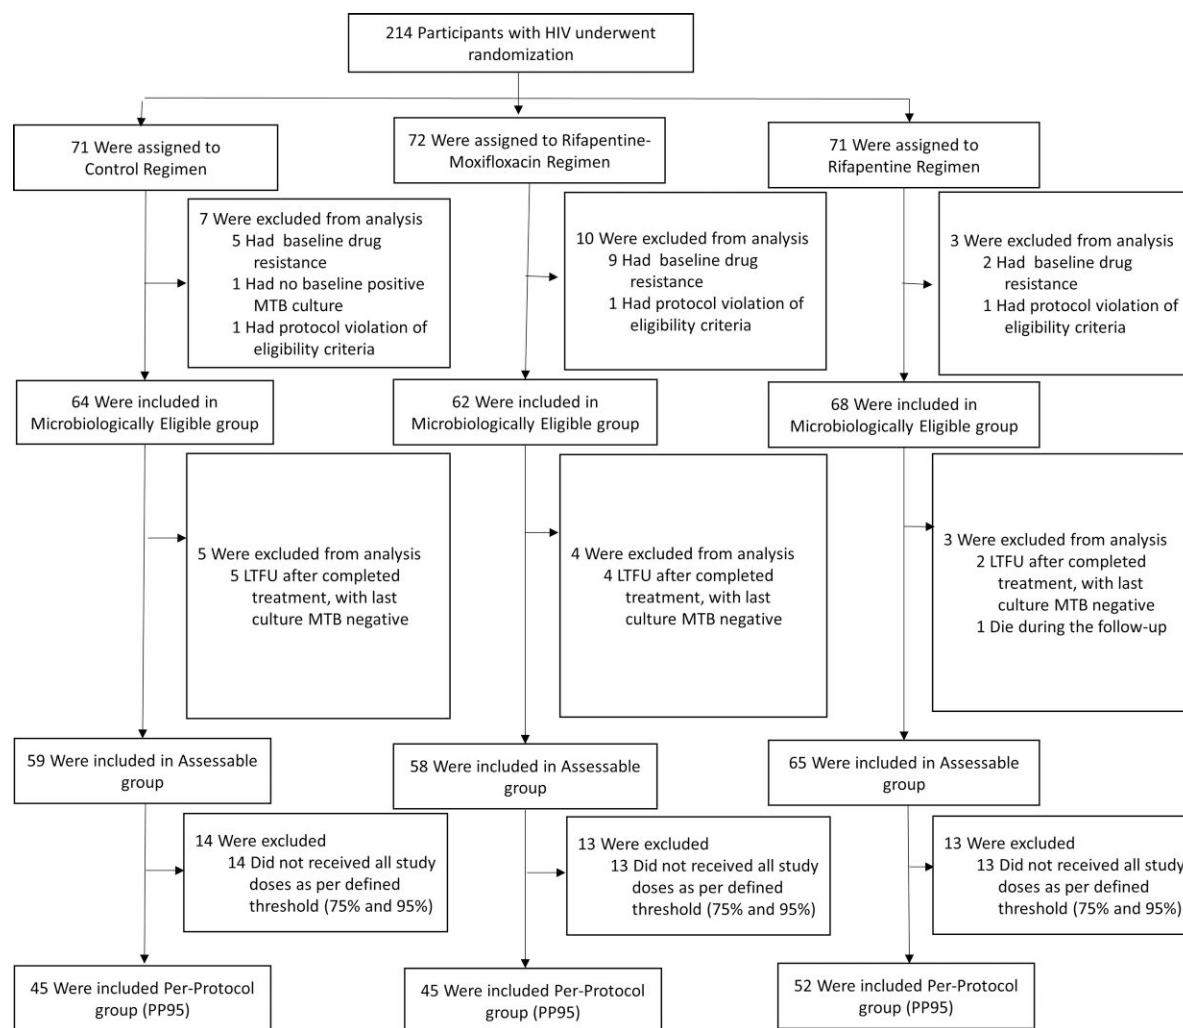 214 Participants with HIV underwent
randomization
71 Were assigned to
Control Regimen
72 Were assigned to Rifapentine-
Moxifloxacin Regimen
71 Were assigned to
Rifapentine Regimen
7 Were excluded from analysis
5 Had baseline drug
resistance
1 Had no baseline positive
MTB culture
1 Had protocol violation of
eligibility criteria
10 Were excluded from analysis
9 Had baseline drug
resistance
1 Had protocol violation of
eligibility criteria
3 Were excluded from analysis
2 Had baseline drug
resistance
1 Had protocol violation of
eligibility criteria
64 Were included in
Microbiologically Eligible group
62 Were included in
Microbiologically Eligible group
68 Were included in
Microbiologically Eligible group
5 Were excluded from analysis
5 LTFU after completed
treatment, with last
culture MTB negative
4 Were excluded from analysis
4 LTFU after completed
treatment, with last
culture MTB negative
3 Were excluded from analysis
2 LTFU after completed
treatment, with last
culture MTB negative
1 Die during the follow-up
59 Were included in Assessable
group
58 Were included in Assessable
group
65 Were included in Assessable
group
14 Were excluded
14 Did not received all study
doses as per defined
threshold (75% and 95%)
13 Were excluded
13 Did not received all study
doses as per defined
threshold (75% and 95%)
13 Were excluded
13 Did not received all study
doses as per defined
threshold (75% and 95%)
45 Were included Per-Protocol
group (PP95)
45 Were included Per-Protocol
group (PP95)
52 Were included Per-Protocol
group (PP95)